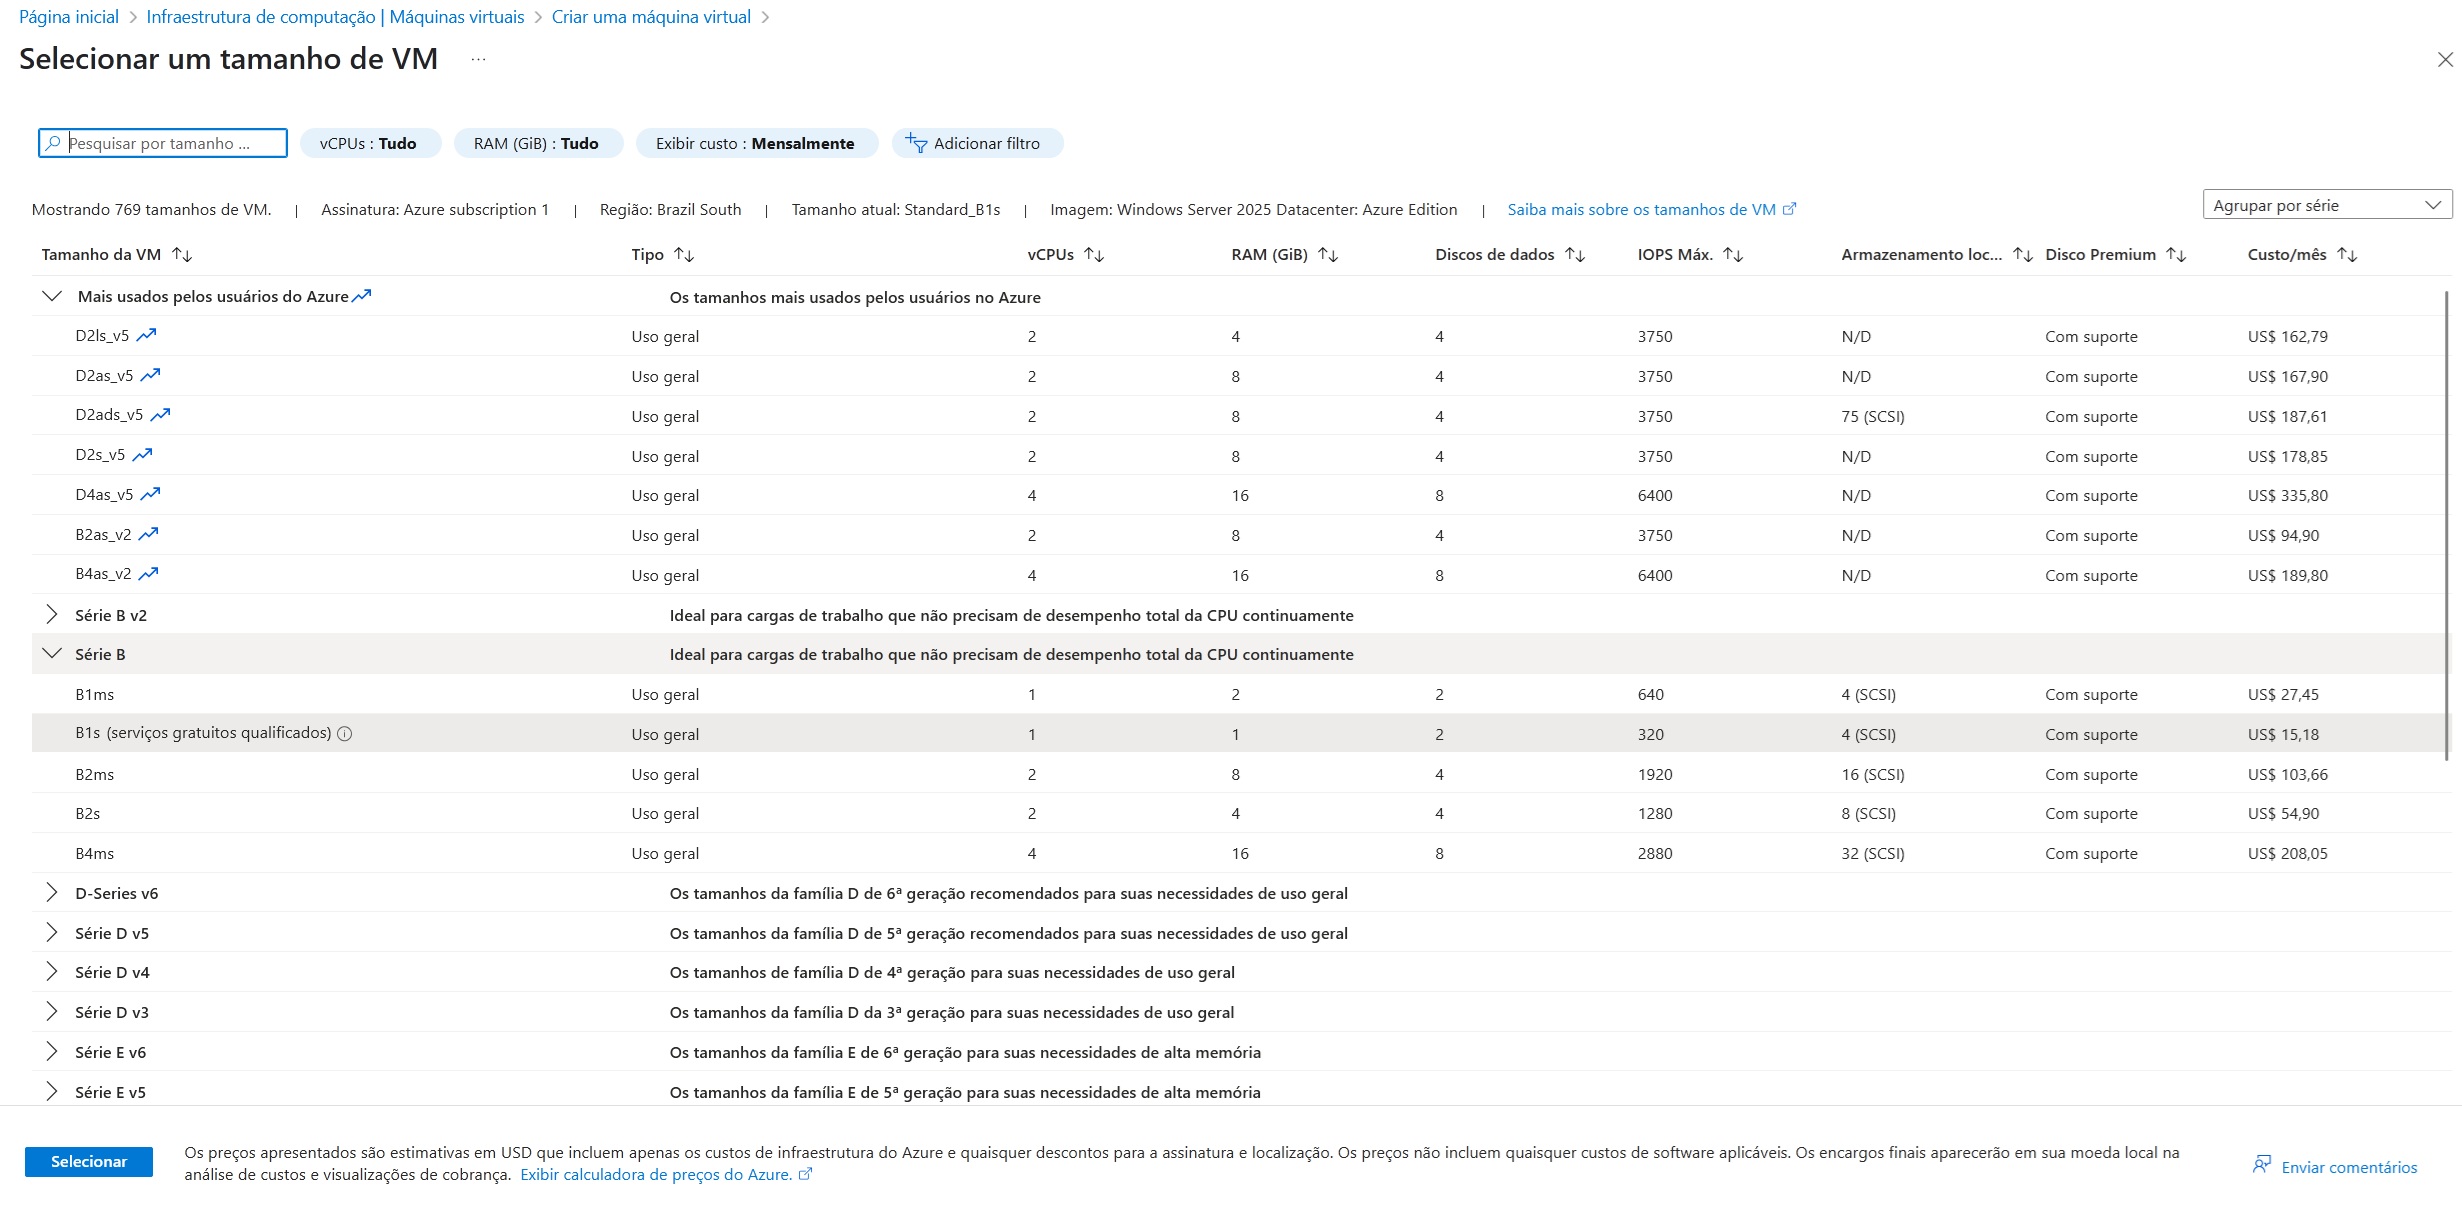 Página inicial > Infraestrutura de computação | Máquinas virtuais > Criar uma máquina virtual >
Selecionar um tamanho de VM ...
Pesquisar por tamanho ... vCPUs : Tudo RAM (GiB) : Tudo Exibir custo : Mensalmente Adicionar filtro
Mostrando 769 tamanhos de VM. | Assinatura: Azure subscription 1 | Região: Brazil South | Tamanho atual: Standard_B1s | Imagem: Windows Server 2025 Datacenter: Azure Edition | Saiba mais sobre os tamanhos de VM Agrupar por série
Tamanho da VM Tipo vCPUs RAM (GiB) Discos de dados IOPS Máx. Armazenamento loc... Disco Premium Custo/mês
Mais usados pelos usuários do Azure Os tamanhos mais usados pelos usuários no Azure
D2ls_v5 Uso geral 2 4 4 3750 N/D Com suporte US$ 162,79
D2as_v5 Uso geral 2 8 4 3750 N/D Com suporte US$ 167,90
D2ads_v5 Uso geral 2 8 4 3750 75 (SCSI) Com suporte US$ 187,61
D2s_v5 Uso geral 2 8 4 3750 N/D Com suporte US$ 178,85
D4as_v5 Uso geral 4 16 8 6400 N/D Com suporte US$ 335,80
B2as_v2 Uso geral 2 8 4 3750 N/D Com suporte US$ 94,90
B4as_v2 Uso geral 4 16 8 6400 N/D Com suporte US$ 189,80
Série B v2 Ideal para cargas de trabalho que não precisam de desempenho total da CPU continuamente
Série B Ideal para cargas de trabalho que não precisam de desempenho total da CPU continuamente
B1ms Uso geral 1 2 2 640 4 (SCSI) Com suporte US$ 27,45
B1s (serviços gratuitos qualificados) Uso geral 1 1 2 320 4 (SCSI) Com suporte US$ 15,18
B2ms Uso geral 2 8 4 1920 16 (SCSI) Com suporte US$ 103,66
B2s Uso geral 2 4 4 1280 8 (SCSI) Com suporte US$ 54,90
B4ms Uso geral 4 16 8 2880 32 (SCSI) Com suporte US$ 208,05
D-Series v6 Os tamanhos da família D de 6ª geração recomendados para suas necessidades de uso geral
Série D v5 Os tamanhos da família D de 5ª geração recomendados para suas necessidades de uso geral
Série D v4 Os tamanhos de família D de 4ª geração para suas necessidades de uso geral
Série D v3 Os tamanhos da família D da 3ª geração para suas necessidades de uso geral
Série E v6 Os tamanhos da família E de 6ª geração para suas necessidades de alta memória
Série E v5 Os tamanhos da família E de 5ª geração para suas necessidades de alta memória
Selecionar
Os preços apresentados são estimativas em USD que incluem apenas os custos de infraestrutura do Azure e quaisquer descontos para a assinatura e localização. Os preços não incluem quaisquer custos de software aplicáveis. Os encargos finais aparecerão em sua moeda local na
análise de custos e visualizações de cobrança. Exibir calculadora de preços do Azure.
Enviar comentários